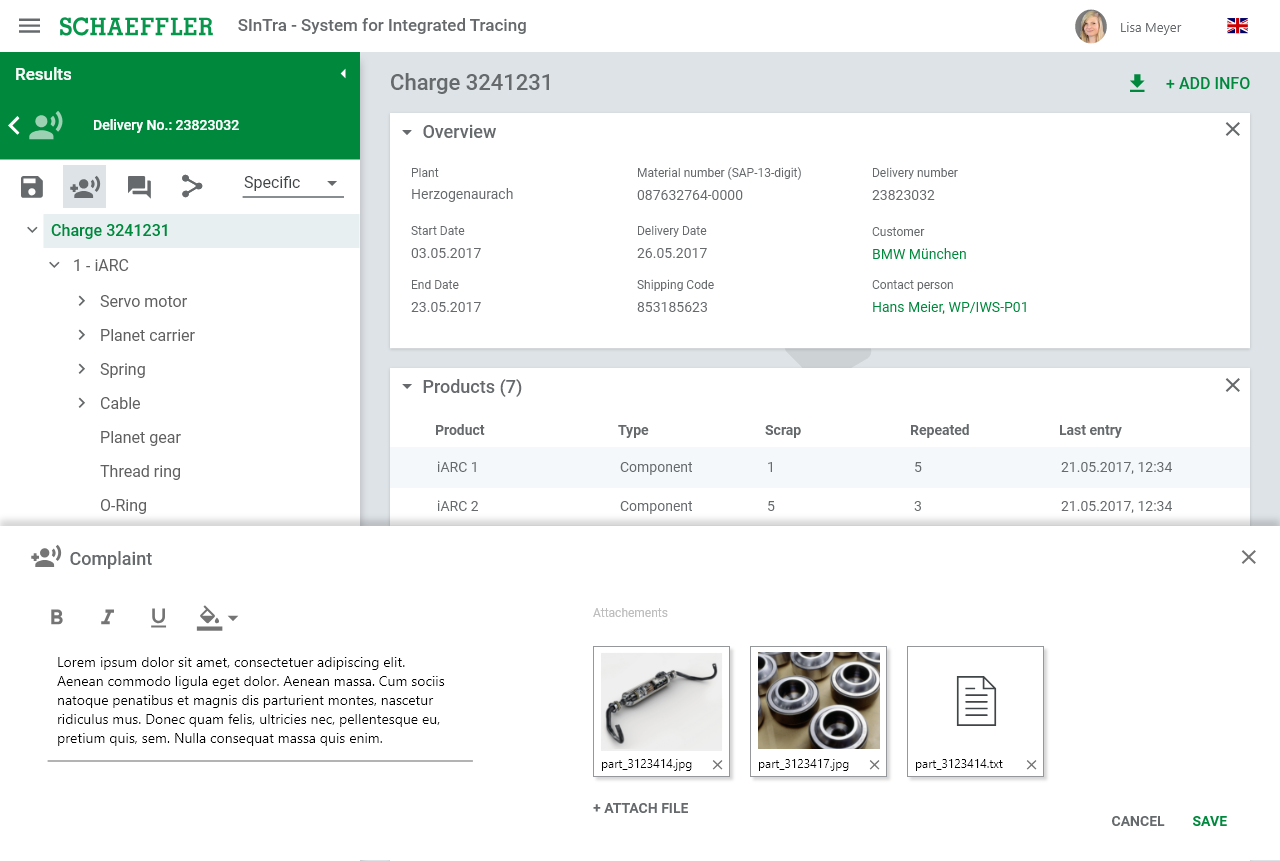 SCHAEFFLER SInTra - System for Integrated Tracing Lisa Meyer
Results
Delivery No.: 23823032
Specific
Charge 3241231
1 - iARC
Servo motor
Planet carrier
Spring
Cable
Planet gear
Thread ring
O-Ring
Charge 3241231 + ADD INFO
Overview
Plant Material number (SAP-13-digit) Delivery number
Herzogenaurach 087632764-0000 23823032
Start Date Delivery Date Customer
03.05.2017 26.05.2017 BMW München
End Date Shipping Code Contact person
23.05.2017 853185623 Hans Meier, WP/IWS-P01
Products (7)
Product Type Scrap Repeated Last entry
iARC 1 Component 1 5 21.05.2017, 12:34
iARC 2 Component 5 3 21.05.2017, 12:34
Complaint
B I U
Lorem ipsum dolor sit amet, consectetuer adipiscing elit.
Aenean commodo ligula eget dolor. Aenean massa. Cum sociis
natoque penatibus et magnis dis parturient montes, nascetur
ridiculus mus. Donec quam felis, ultricies nec, pellentesque eu,
pretium quis, sem. Nulla consequat massa quis enim.
Attachements
part_3123414.jpg part_3123417.jpg part_3123414.txt
+ ATTACH FILE
CANCEL SAVE